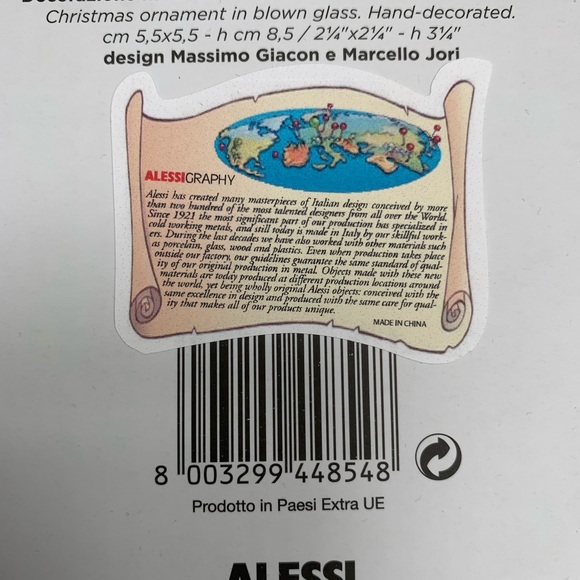 Christmas ornament in blown glass. Hand-decorated.
cm 5,5x5,5 - h cm 8,5 / 2¼"x2¼" - h 3¼"
design Massimo Giacon e Marcello Jori
ALESSIGRAPHY
Alessi has created many masterpieces of Italian design conceived by more
than two hundred of the most talented designers from all over the World.
Since 1921 the most significant part of our production has specialized in
cold working metals, and still today is made in Italy by our skillful work-
ers. During the last decades we have also worked with other materials such
as porcelain, glass, wood and plastics. Even when production takes place
outside our factory, our guidelines guarantee the same standard of qual-
ity of our original production in metal. Objects made with these new
materials are today produced at different production locations around
the world, yet being wholly original Alessi objects: conceived with the
same excellence in design and produced with the same care for qual-
ity that makes all of our products unique.
MADE IN CHINA
8 003299 448548
Prodotto in Paesi Extra UE
ALESSI